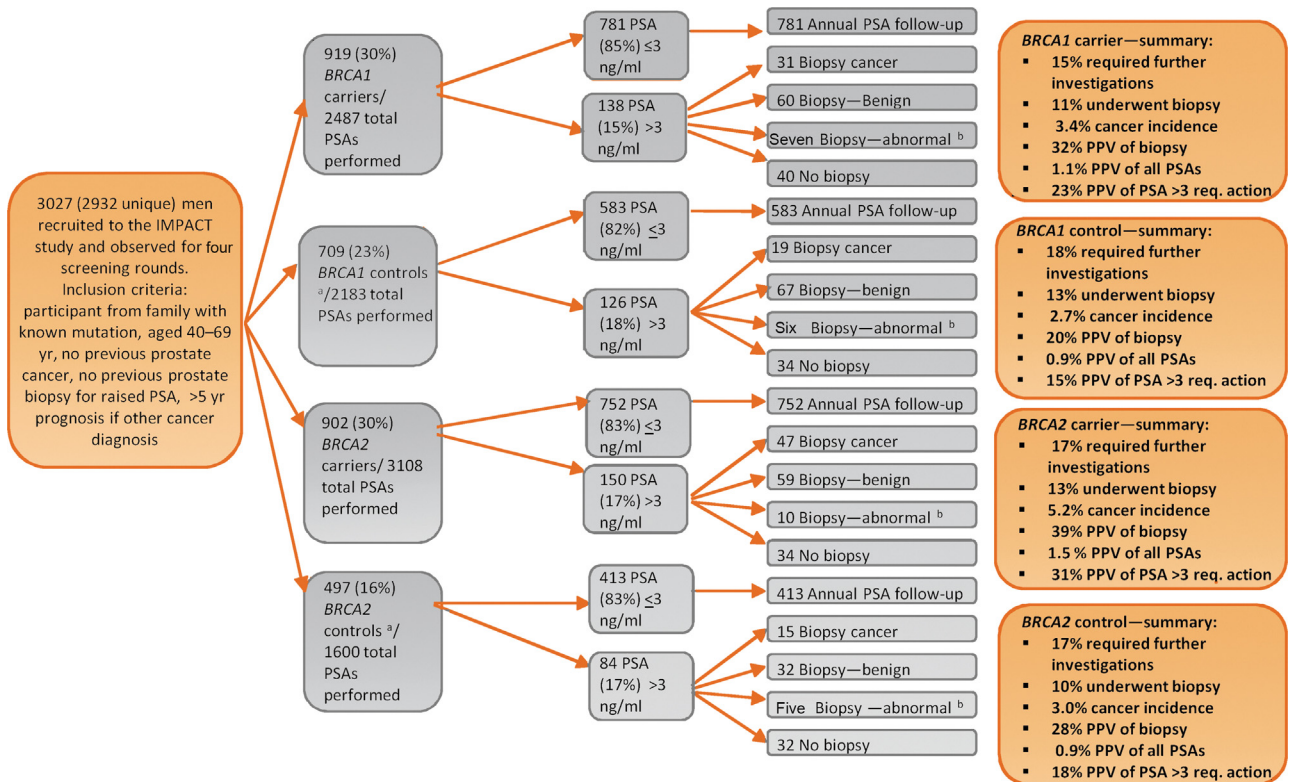 3027 (2932 unique) men
recruited to the IMPACT
study and observed for four
screening rounds.
Inclusion criteria:
participant from family with
known mutation, aged 40–69
yr, no previous prostate
cancer, no previous prostate
biopsy for raised PSA, >5 yr
prognosis if other cancer
diagnosis
919 (30%)
BRCA1
carriers/
2487 total
PSAs
performed
781 PSA
(85%) ≤3
ng/ml
138 PSA
(15%) >3
ng/ml
781 Annual PSA follow-up
31 Biopsy cancer
60 Biopsy—Benign
Seven Biopsy—abnormal b
40 No biopsy
BRCA1 carrier—summary:
▪ 15% required further
investigations
▪ 11% underwent biopsy
▪ 3.4% cancer incidence
▪ 32% PPV of biopsy
▪ 1.1% PPV of all PSAs
▪ 23% PPV of PSA >3 req. action
709 (23%)
BRCA1 controls
a/2183 total
PSAs performed
583 PSA
(82%) ≤3
ng/ml
126 PSA
(18%) >3
ng/ml
583 Annual PSA follow-up
19 Biopsy cancer
67 Biopsy—benign
Six Biopsy—abnormal b
34 No biopsy
BRCA1 control—summary:
▪ 18% required further
investigations
▪ 13% underwent biopsy
▪ 2.7% cancer incidence
▪ 20% PPV of biopsy
▪ 0.9% PPV of all PSAs
▪ 15% PPV of PSA >3 req. action
902 (30%)
BRCA2
carriers/ 3108
total PSAs
performed
752 PSA
(83%) ≤3
ng/ml
150 PSA
(17%) >3
ng/ml
752 Annual PSA follow-up
47 Biopsy cancer
59 Biopsy—benign
10 Biopsy—abnormal b
34 No biopsy
BRCA2 carrier—summary:
▪ 17% required further
investigations
▪ 13% underwent biopsy
▪ 5.2% cancer incidence
▪ 39% PPV of biopsy
▪ 1.5 % PPV of all PSAs
▪ 31% PPV of PSA >3 req. action
497 (16%)
BRCA2
controls a/
1600 total
PSAs
performed
413 PSA
(83%) ≤3
ng/ml
84 PSA
(17%) >3
ng/ml
413 Annual PSA follow-up
15 Biopsy cancer
32 Biopsy—benign
Five Biopsy —abnormal b
32 No biopsy
BRCA2 control—summary:
▪ 17% required further
investigations
▪ 10% underwent biopsy
▪ 3.0% cancer incidence
▪ 28% PPV of biopsy
▪ 0.9% PPV of all PSAs
▪ 18% PPV of PSA >3 req. action